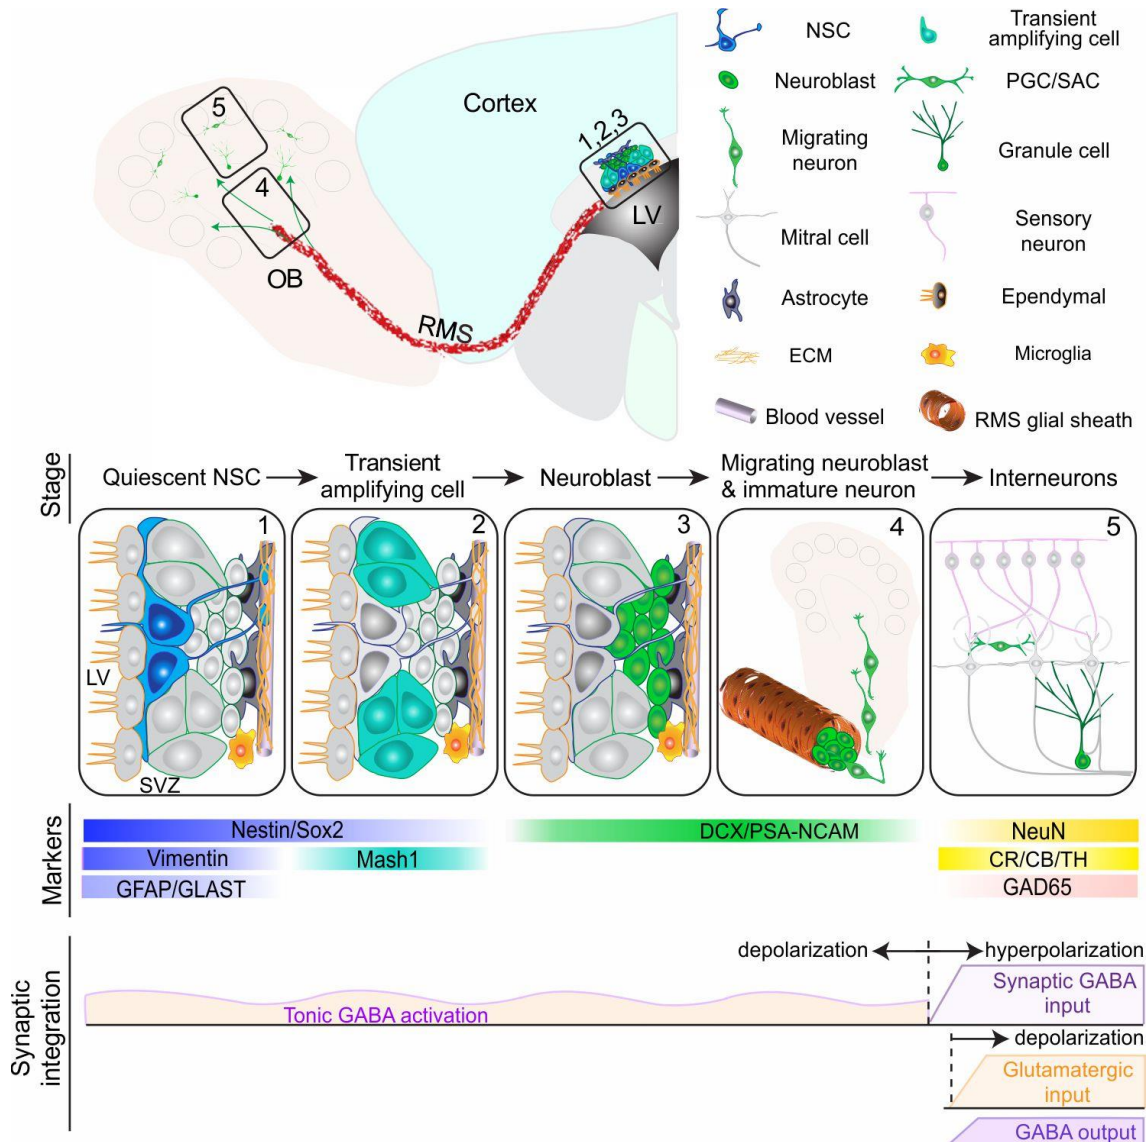 Cortex
5
4
1,2,3
LV
OB
RMS
NSC
Transient
amplifying cell
Neuroblast
PGC/SAC
Migrating
neuron
Granule cell
Mitral cell
Sensory
neuron
Astrocyte
Ependymal
ECM
Microglia
Blood vessel
RMS glial sheath
Stage
Quiescent NSC
Transient
amplifying cell
Neuroblast
Migrating neuroblast
& immature neuron
Interneurons
1
LV
SVZ
2
3
4
5
Markers
Nestin/Sox2
DCX/PSA-NCAM
NeuN
Vimentin
Mash1
CR/CB/TH
GFAP/GLAST
GAD65
Synaptic
integration
depolarization
hyperpolarization
Tonic GABA activation
Synaptic GABA
input
depolarization
Glutamatergic
input
GABA output